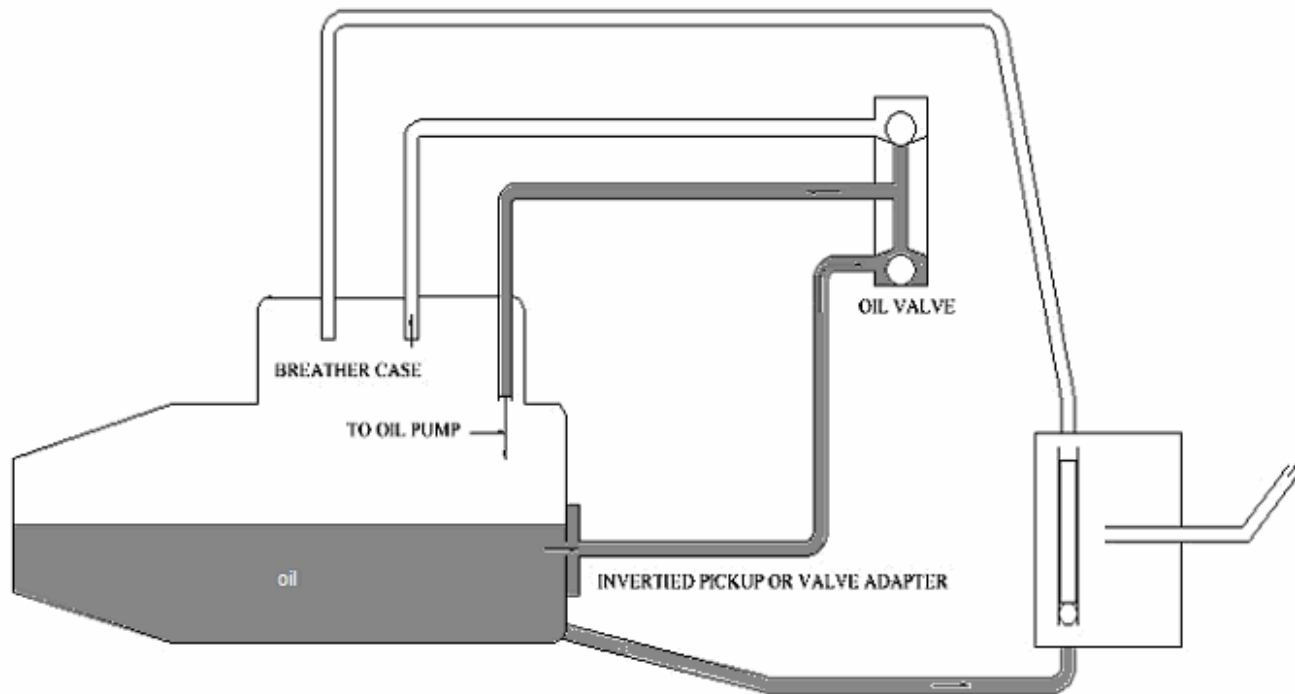 OIL VALVE
BREATHER CASE
TO OIL PUMP
oil
INVERTIED PICKUP OR VALVE ADAPTER